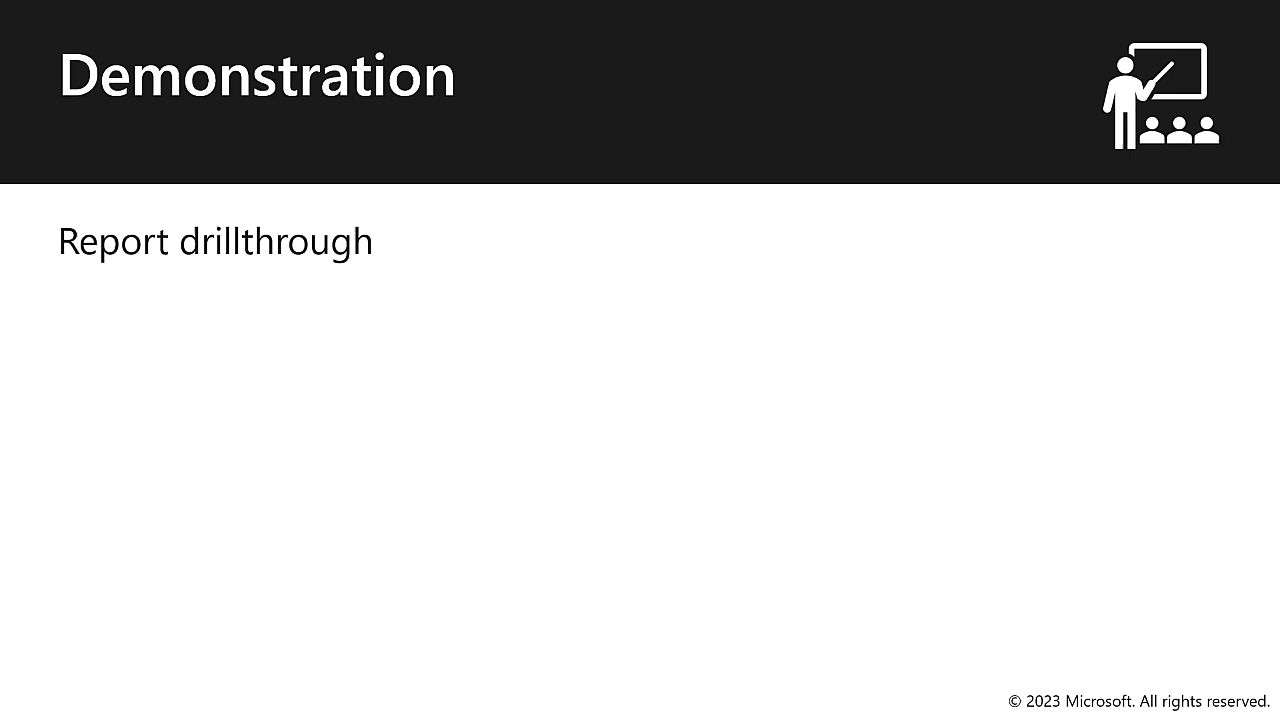 Demonstration
Report drillthrough
© 2023 Microsoft. All rights reserved.